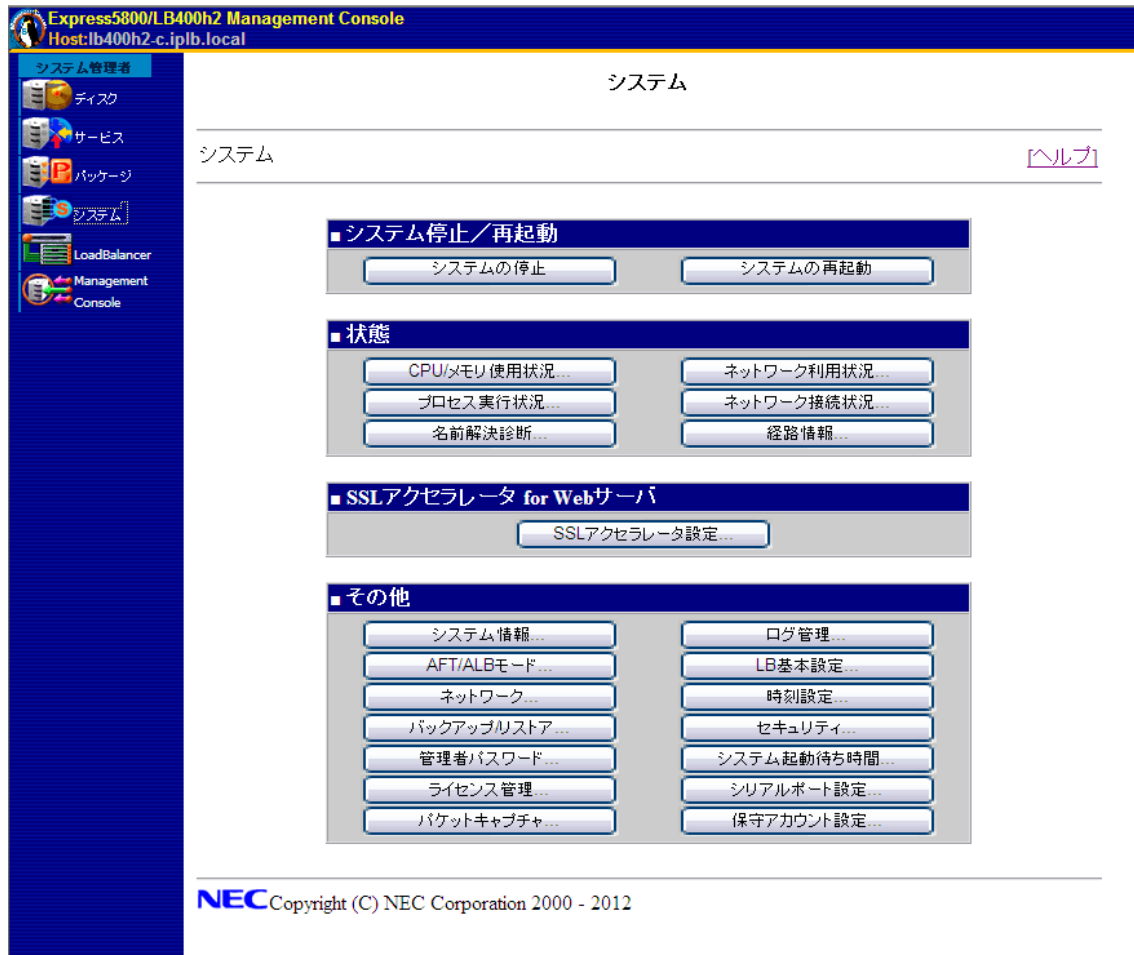 Express5800/LB400h2 Management Console
Host:lb400h2-c.iplb.local
システム管理者
ディスク
サービス
パッケージ
システム
LoadBalancer
Management
Console
システム
システム [ヘルプ]
■システム停止／再起動
システムの停止 システムの再起動
■状態
CPU/メモリ使用状況... ネットワーク利用状況...
プロセス実行状況... ネットワーク接続状況...
名前解決診断... 経路情報...
■SSLアクセラレータ for Webサーバ
SSLアクセラレータ設定...
■その他
システム情報... ログ管理...
AFT/ALBモード... LB基本設定...
ネットワーク... 時刻設定...
バックアップ/リストア... セキュリティ...
管理者パスワード... システム起動待ち時間...
ライセンス管理... シリアルポート設定...
パケットキャプチャ... 保守アカウント設定...
NEC Copyright (C) NEC Corporation 2000 - 2012